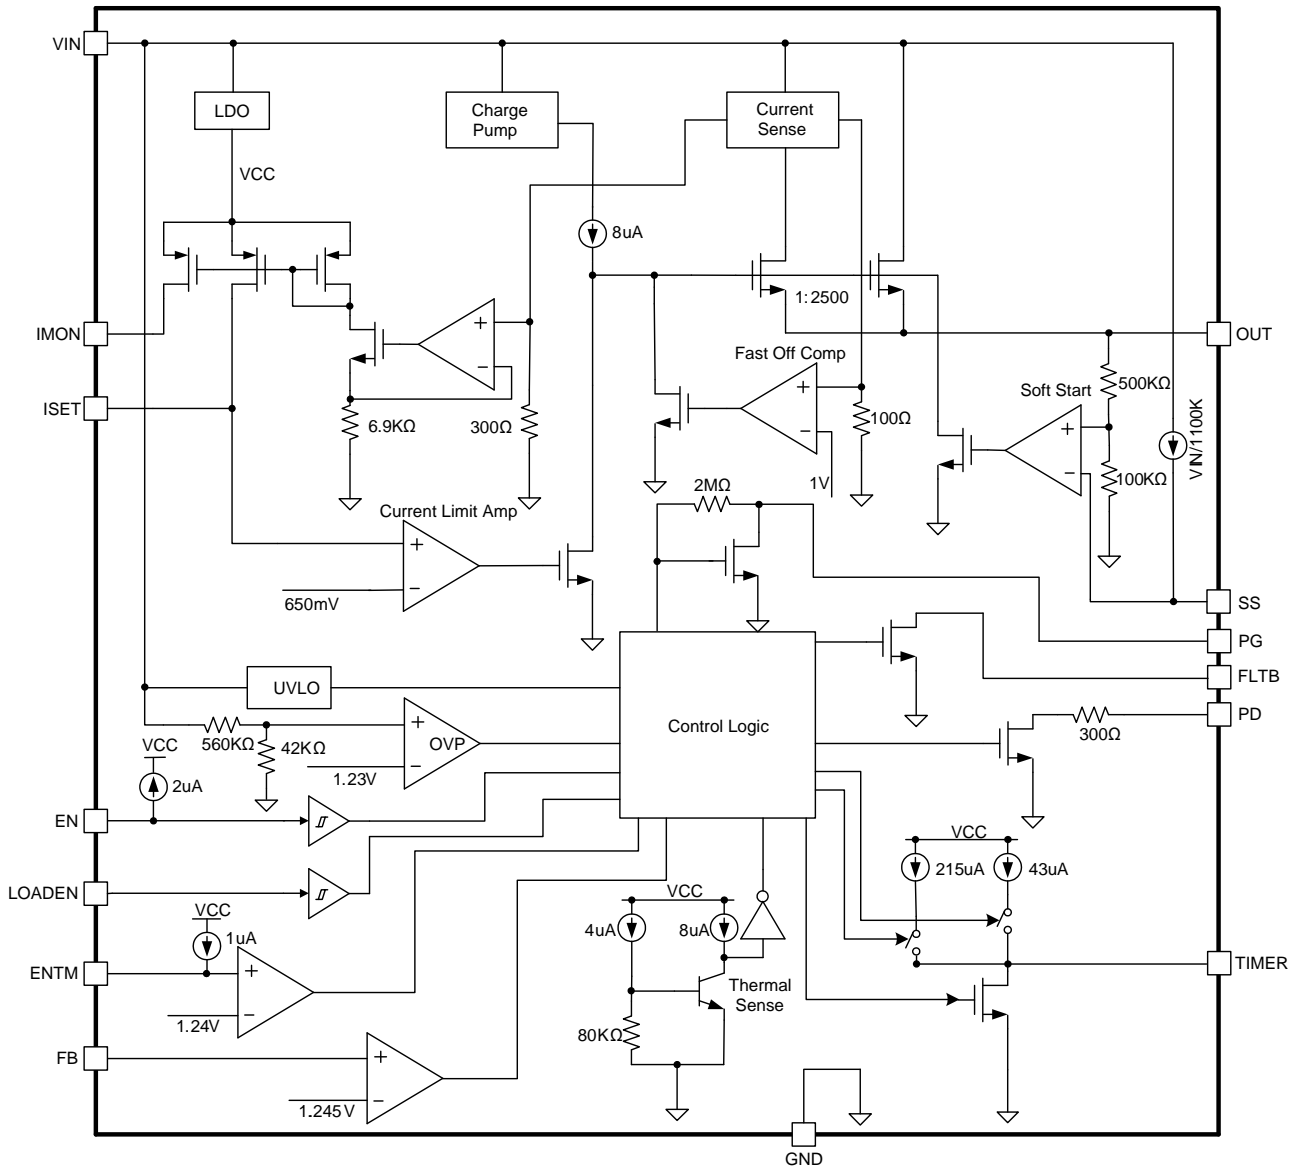 VIN
LDO
Charge
Pump
Current
Sense
VCC
8uA
1:2500
IMON
OUT
Fast Off Comp
+
−
500KΩ
Soft Start
ISET
6.9KΩ
300Ω
+
−
100Ω
+
−
100KΩ
VIN/1100K
1V
2MΩ
Current Limit Amp
+
−
650mV
SS
PG
FLTB
UVLO
Control Logic
PD
300Ω
560KΩ
42KΩ
+
OVP
−
1.23V
VCC
2uA
EN
VCC
215uA
43uA
LOADEN
VCC
VCC
1uA
4uA
8uA
ENTM
+
−
1.24V
TIMER
Thermal
Sense
80KΩ
FB
+
−
1.245V
GND